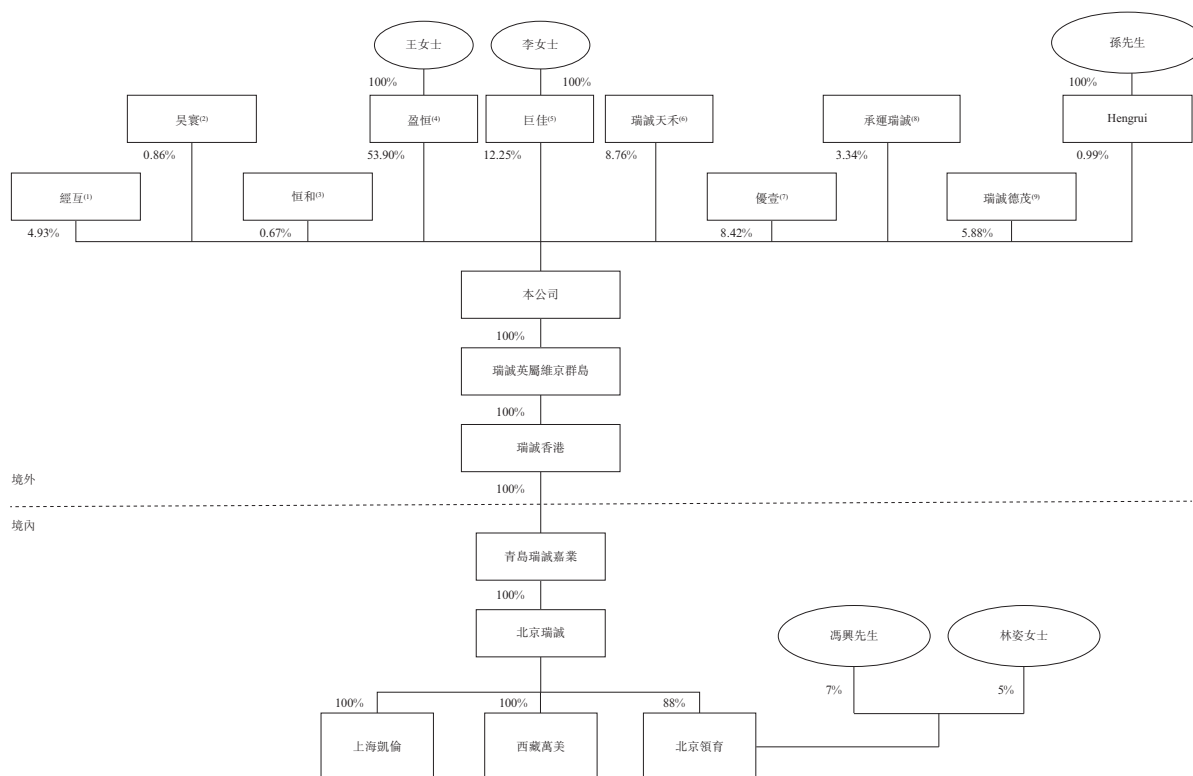 王女士
李女士
孫先生
100%
100%
100%
昊寰(2)
盈恒(4)
巨佳(5)
瑞誠天禾(6)
承運瑞誠(8)
Hengrui
0.86%
53.90%
12.25%
8.76%
3.34%
0.99%
經亙(1)
恒和(3)
優壹(7)
瑞誠德茂(9)
4.93%
0.67%
8.42%
5.88%
本公司
100%
瑞誠英屬維京群島
100%
瑞誠香港
境外
100%
境內
青島瑞誠嘉業
100%
北京瑞誠
馮興先生
林姿女士
7%
5%
100%
100%
88%
上海凱倫
西藏萬美
北京領育